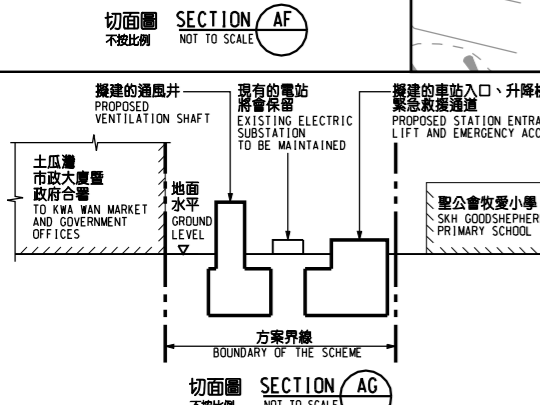 切面圖 SECTION AF
不按比例 NOT TO SCALE
擬建的通風井
PROPOSED
VENTILATION SHAFT
現有的電站
將會保留
EXISTING ELECTRIC
SUBSTATION
TO BE MAINTAINED
擬建的車站入口、升降機
緊急救援通道
PROPOSED STATION ENTRA
LIFT AND EMERGENCY ACC
土瓜灣
市政大廈暨
政府合署
TO KWA WAN MARKET
AND GOVERNMENT
OFFICES
地面
水平
GROUND
LEVEL
聖公會牧愛小學
SKH GOODSHEPHER
PRIMARY SCHOOL
方案界線
BOUNDARY OF THE SCHEME
切面圖 SECTION AG
不按比例 NOT TO SCALE